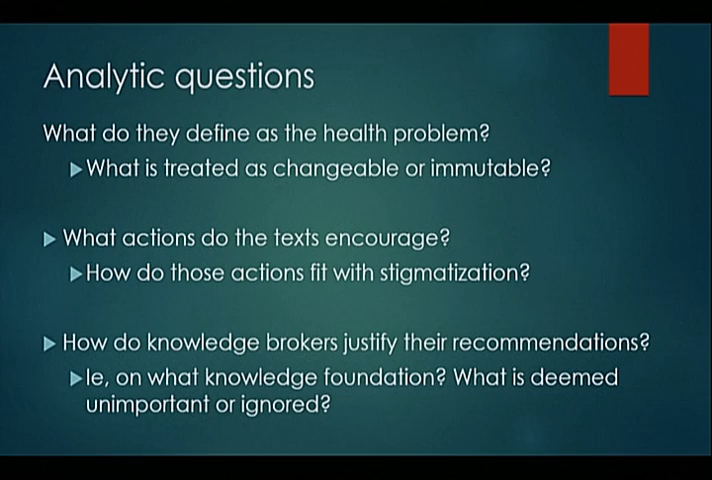 Analytic questions
What do they define as the health problem?
What is treated as changeable or immutable?
What actions do the texts encourage?
How do those actions fit with stigmatization?
How do knowledge brokers justify their recommendations?
Ie, on what knowledge foundation? What is deemed
unimportant or ignored?